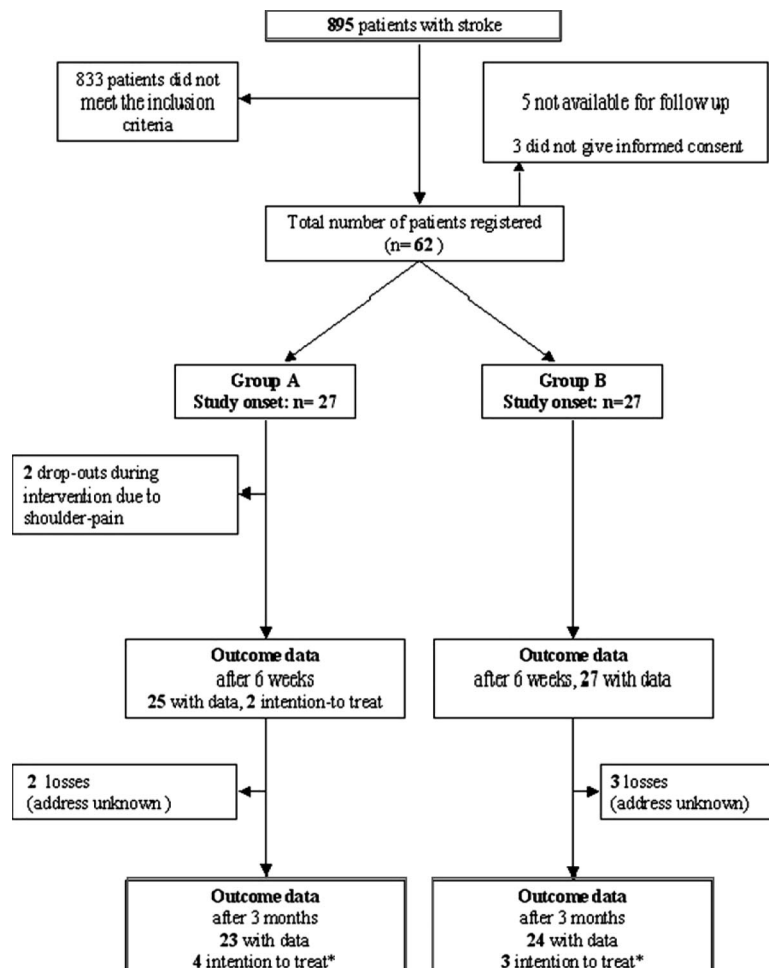 895 patients with stroke
833 patients did not
meet the inclusion
criteria
5 not available for follow up
3 did not give informed consent
Total number of patients registered
(n= 62 )
Group A
Study onset: n= 27
Group B
Study onset: n=27
2 drop-outs during
intervention due to
shoulder-pain
Outcome data
after 6 weeks
25 with data, 2 intention-to treat
Outcome data
after 6 weeks, 27 with data
2 losses
(address unknown )
3 losses
(address unknown)
Outcome data
after 3 months
23 with data
4 intention to treat*
Outcome data
after 3 months
24 with data
3 intention to treat*